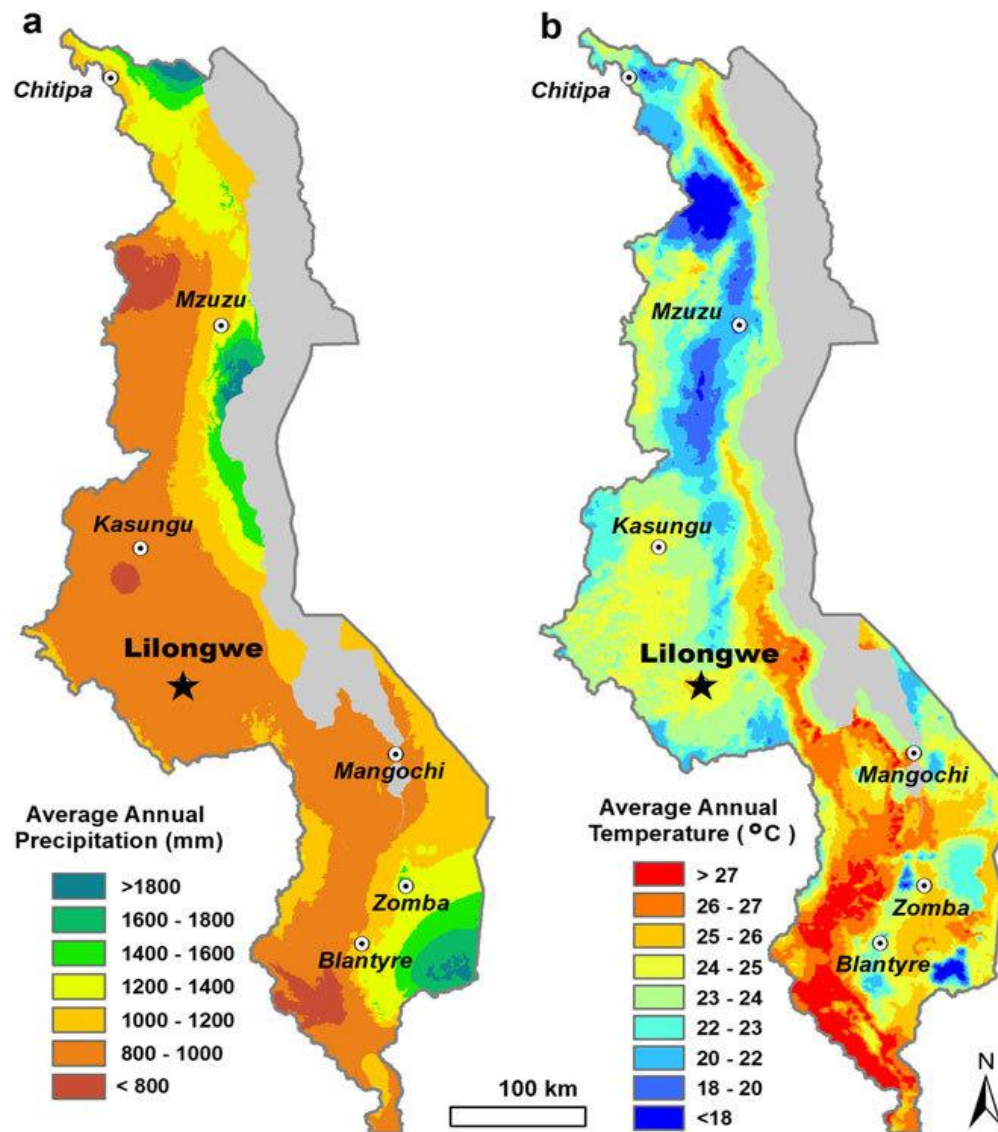 a
Chitipa
Mzuzu
Kasungu
Lilongwe
Mangochi
Zomba
Blantyre
Average Annual
Precipitation (mm)
>1800
1600 - 1800
1400 - 1600
1200 - 1400
1000 - 1200
800 - 1000
< 800
100 km
b
Chitipa
Mzuzu
Kasungu
Lilongwe
Mangochi
Zomba
Blantyre
Average Annual
Temperature (°C )
> 27
26 - 27
25 - 26
24 - 25
23 - 24
22 - 23
20 - 22
18 - 20
<18
N